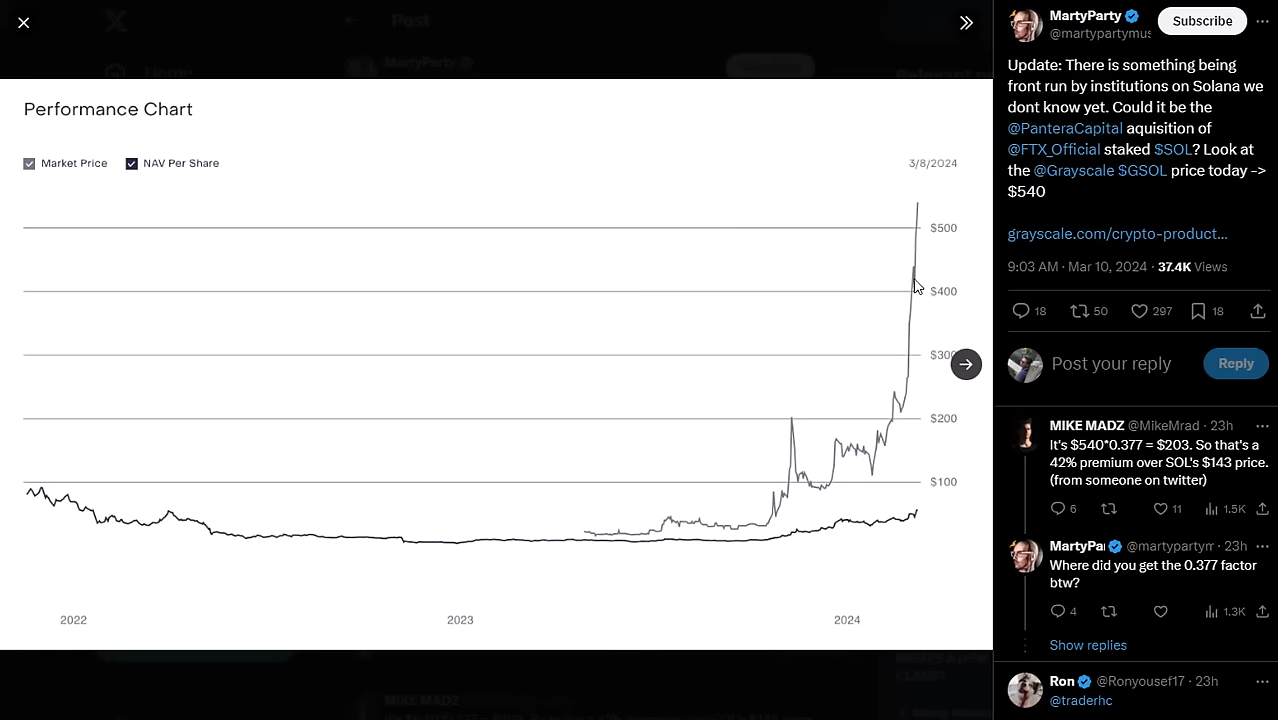 Post
Home
MartyParty
Performance Chart
Market Price NAV Per Share 3/8/2024
$500
$400
$300
$200
$100
2022 2023 2024
MIKE MADZ
MartyParty
Subscribe
@martypartymus
Update: There is something being
front run by institutions on Solana we
dont know yet. Could it be the
@PanteraCapital aquisition of
@FTX_Official staked $SOL? Look at
the @Grayscale $GSOL price today ->
$540
grayscale.com/crypto-product...
9:03 AM · Mar 10, 2024 · 37.4K Views
18 50 297 18
Post your reply Reply
MIKE MADZ @MikeMrad · 23h
It's $540*0.377 = $203. So that's a
42% premium over SOL's $143 price.
(from someone on twitter)
6 11 1.5K
MartyPa @martypartym · 23h
Where did you get the 0.377 factor
btw?
4 1.3K
Show replies
Ron @Ronyousef17 · 23h
@traderhc